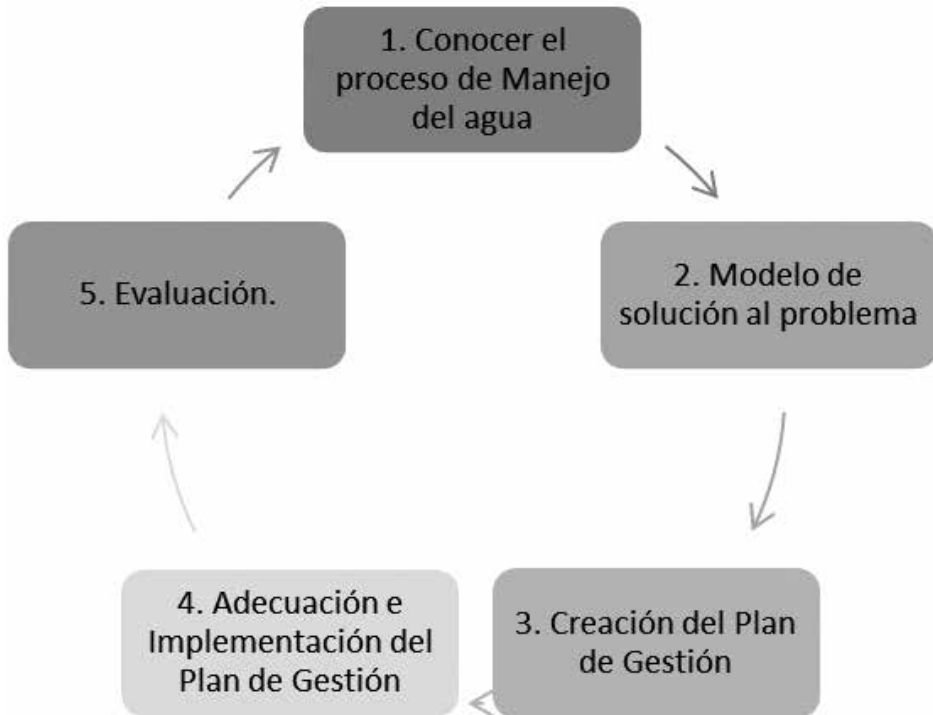 1. Conocer el
proceso de Manejo
del agua
2. Modelo de
solución al problema
3. Creación del Plan
de Gestión
4. Adecuación e
Implementación del
Plan de Gestión
5. Evaluación.